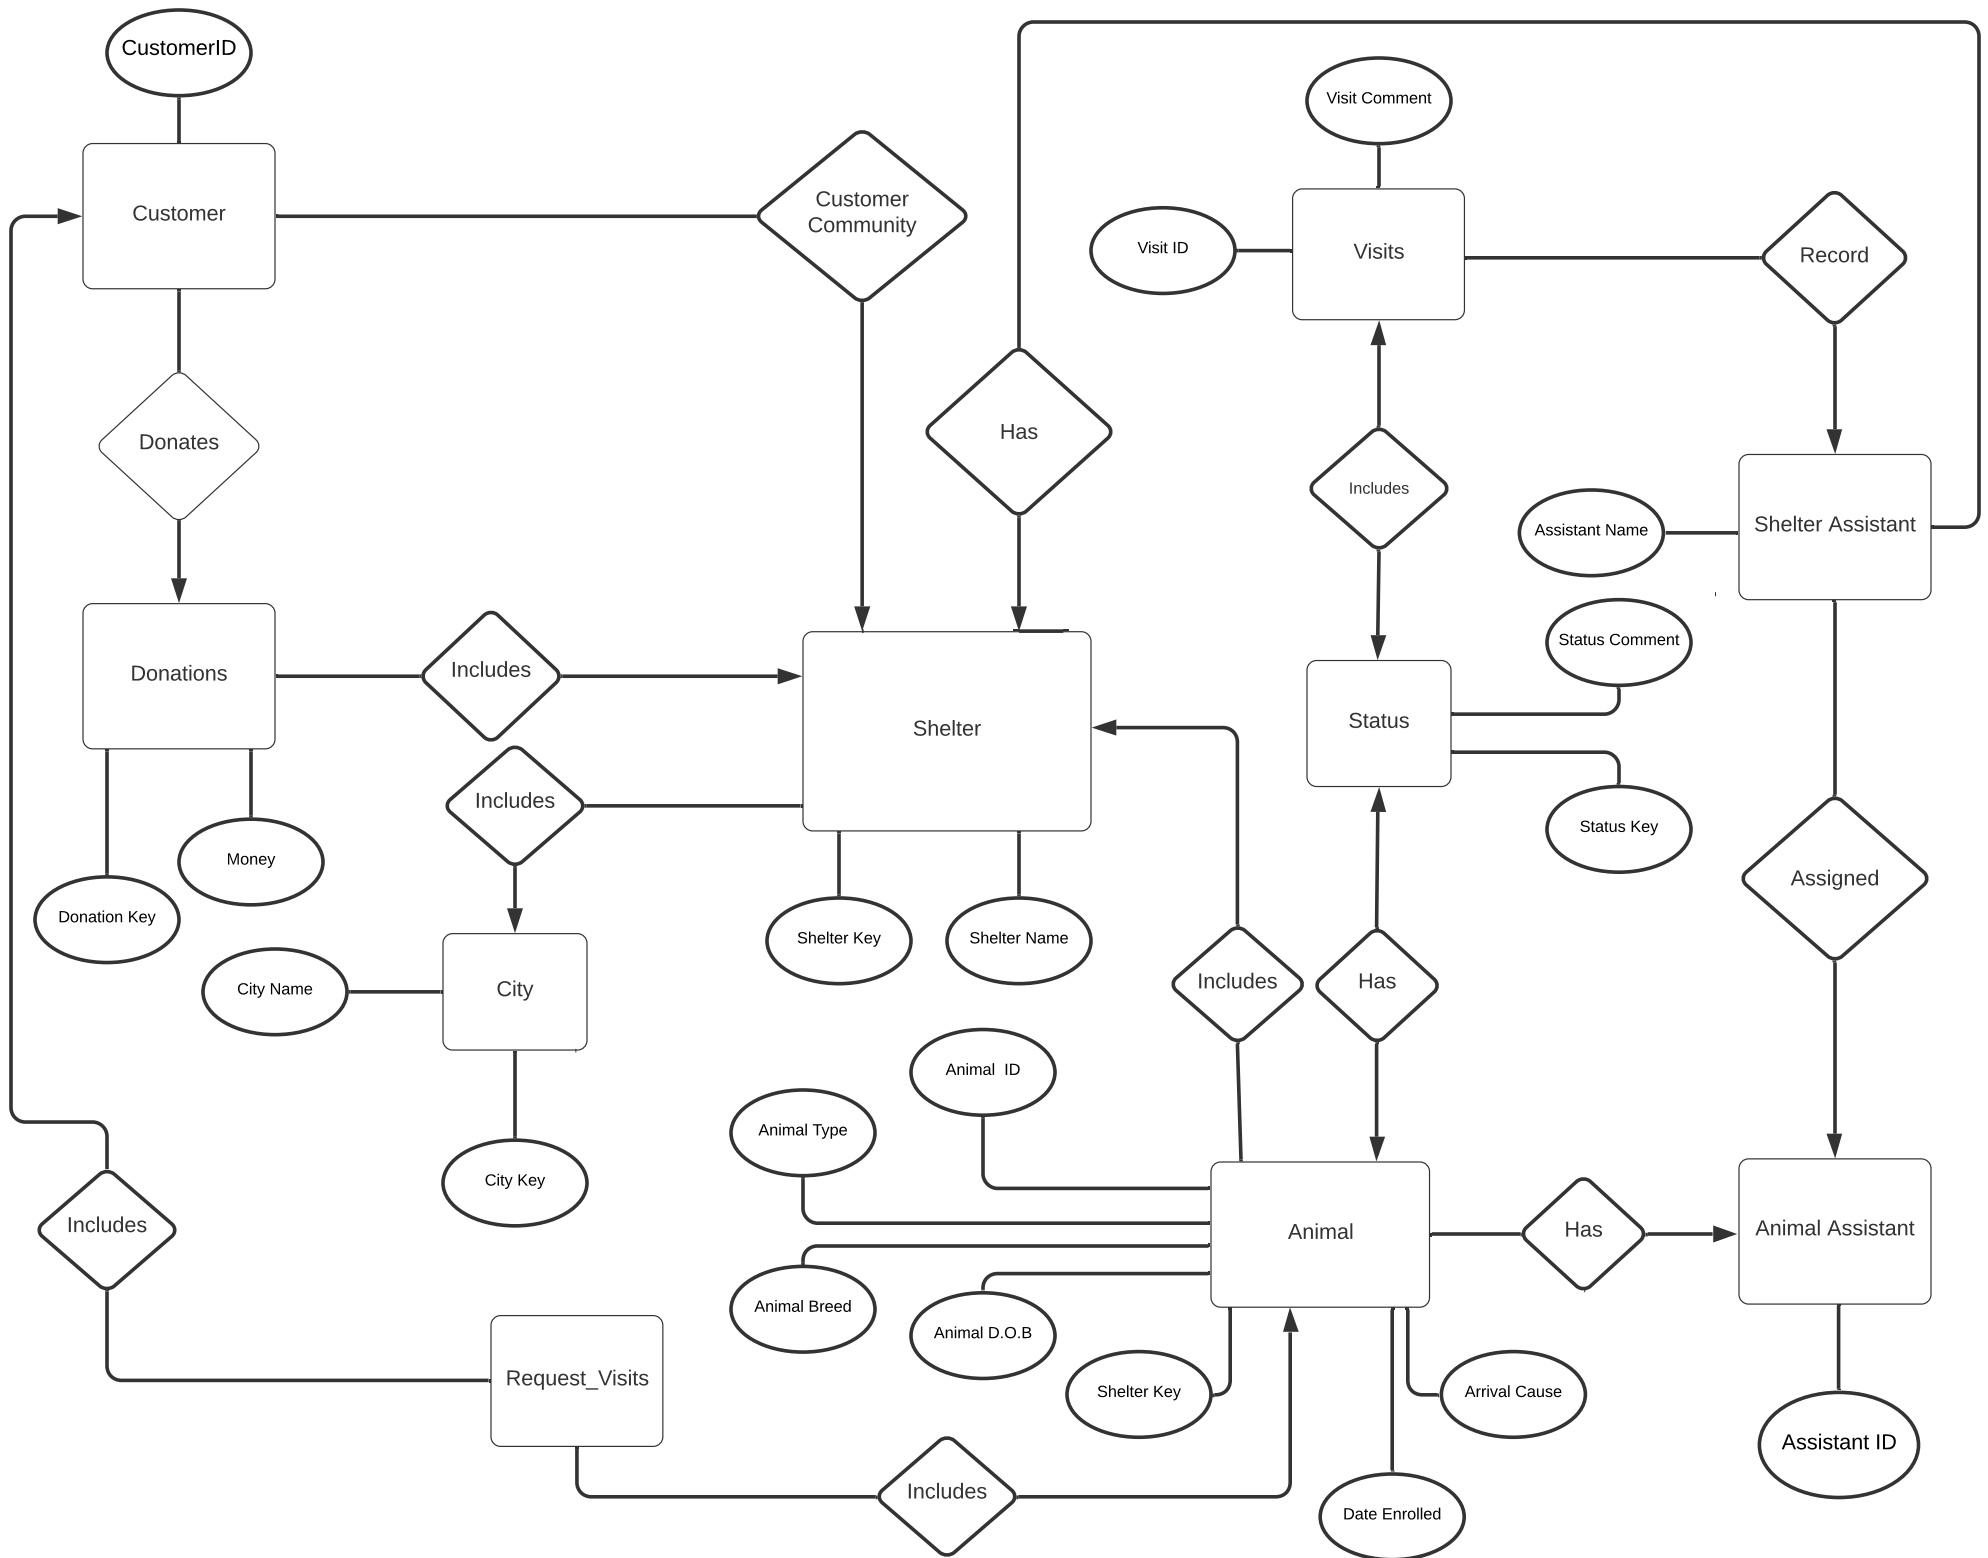 CustomerID
Visit Comment
Customer
Customer
Community
Visit ID
Visits
Record
Donates
Has
Includes
Assistant Name
Shelter Assistant
Donations
Includes
Shelter
Status
Status Comment
Includes
Status Key
Money
Donation Key
Shelter Key
Shelter Name
Assigned
City Name
City
Includes
Has
Animal  ID
Animal Type
City Key
Includes
Animal
Has
Animal Assistant
Animal Breed
Animal D.O.B
Request_Visits
Shelter Key
Arrival Cause
Assistant ID
Includes
Date Enrolled